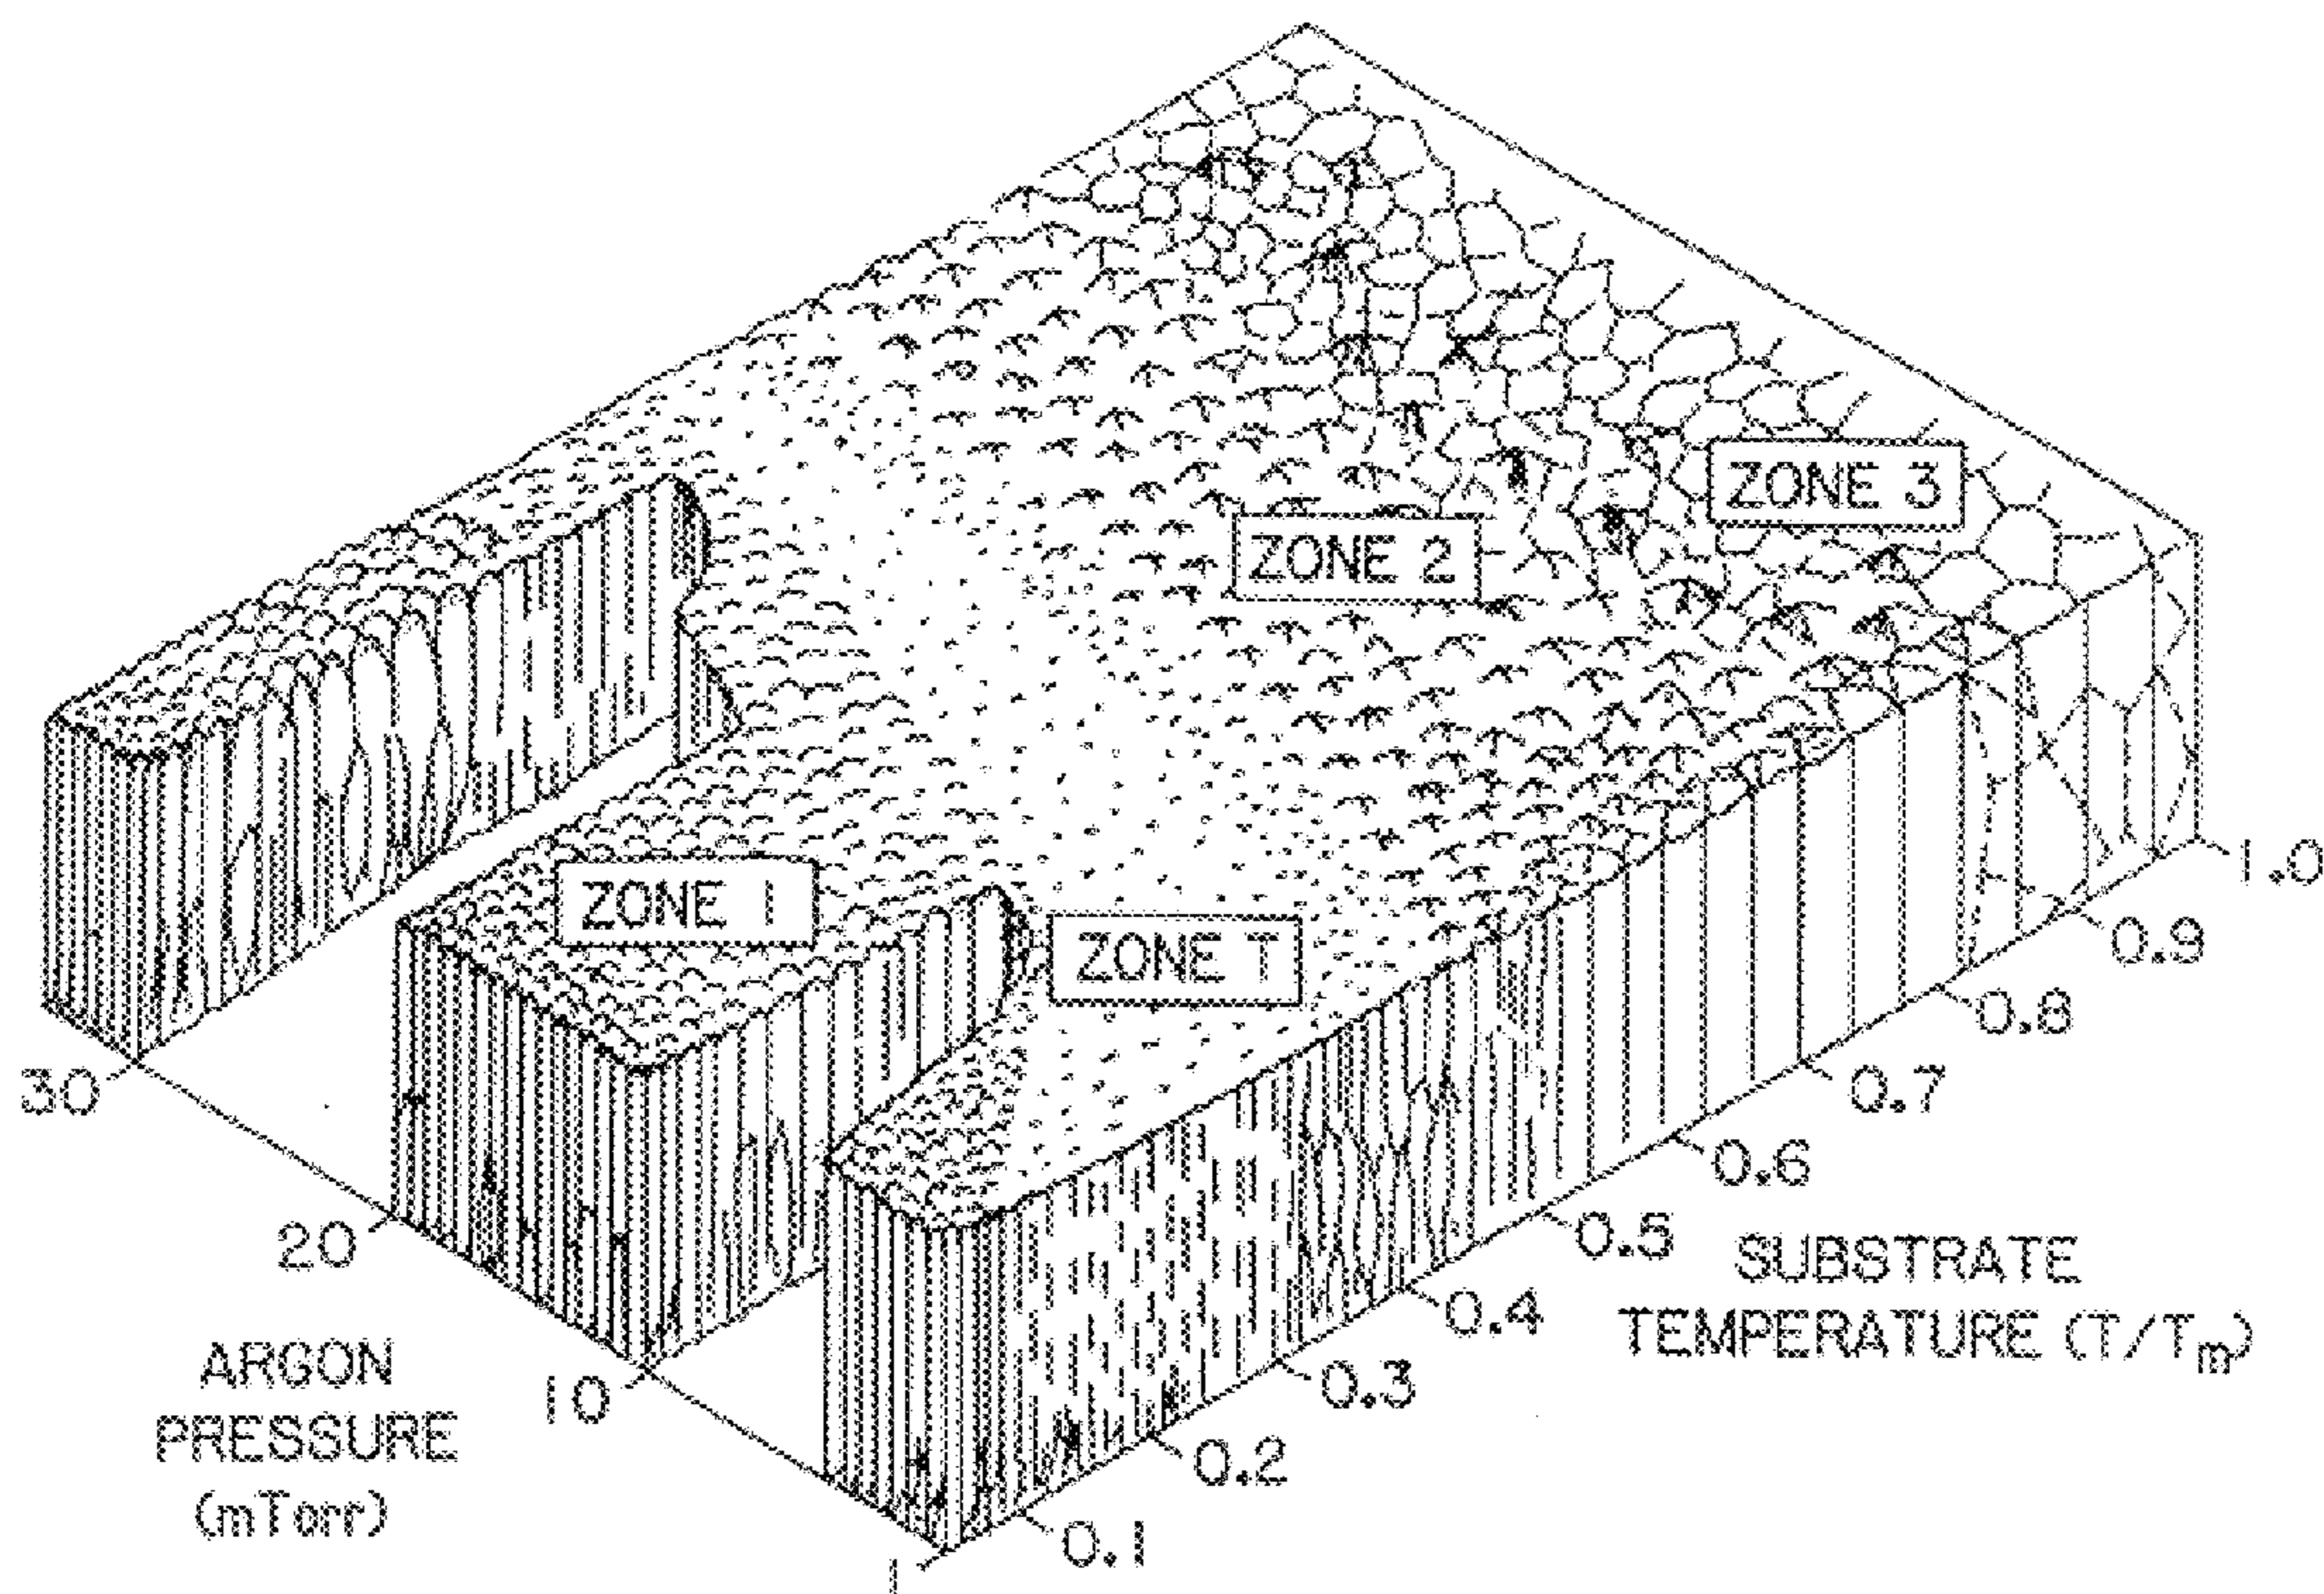 ZONE 3
ZONE 2
ZONE 1
ZONE T
1.0
0.9
0.8
0.7
0.6
0.5
0.4
0.3
0.2
0.1
SUBSTRATE
TEMPERATURE (T/Tm)
30
20
10
1
ARGON
PRESSURE
(mTorr)